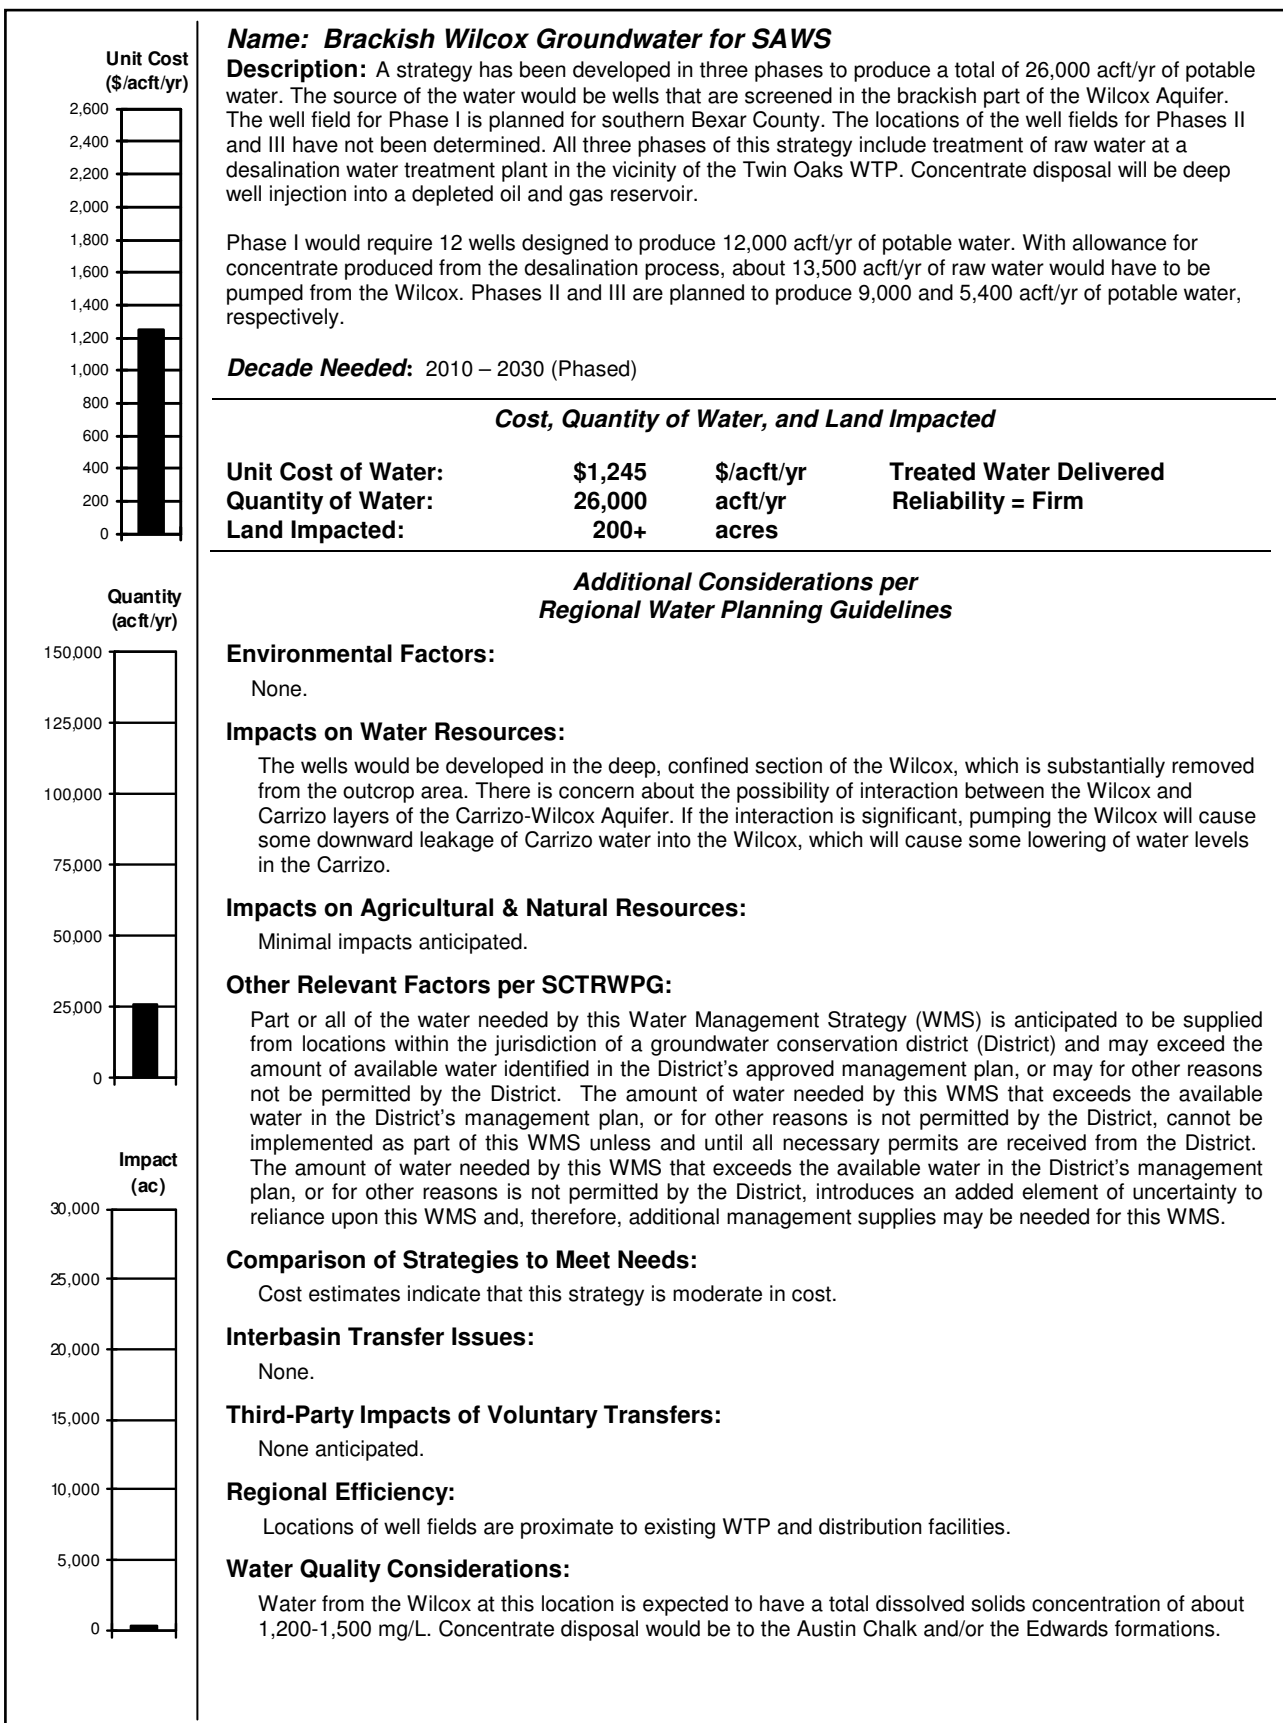 Unit Cost
($/acft/yr)
2,600
2,400
2,200
2,000
1,800
1,600
1,400
1,200
1,000
800
600
400
200
0
Quantity
(acft/yr)
150,000
125,000
100,000
75,000
50,000
25,000
0
Impact
(ac)
30,000
25,000
20,000
15,000
10,000
5,000
0
Name: Brackish Wilcox Groundwater for SAWS
Description: A strategy has been developed in three phases to produce a total of 26,000 acft/yr of potable
water. The source of the water would be wells that are screened in the brackish part of the Wilcox Aquifer.
The well field for Phase I is planned for southern Bexar County. The locations of the well fields for Phases II
and III have not been determined. All three phases of this strategy include treatment of raw water at a
desalination water treatment plant in the vicinity of the Twin Oaks WTP. Concentrate disposal will be deep
well injection into a depleted oil and gas reservoir.
Phase I would require 12 wells designed to produce 12,000 acft/yr of potable water. With allowance for
concentrate produced from the desalination process, about 13,500 acft/yr of raw water would have to be
pumped from the Wilcox. Phases II and III are planned to produce 9,000 and 5,400 acft/yr of potable water,
respectively.
Decade Needed: 2010 – 2030 (Phased)
Cost, Quantity of Water, and Land Impacted
Unit Cost of Water: $1,245 $/acft/yr Treated Water Delivered
Quantity of Water: 26,000 acft/yr Reliability = Firm
Land Impacted: 200+ acres
Additional Considerations per
Regional Water Planning Guidelines
Environmental Factors:
None.
Impacts on Water Resources:
The wells would be developed in the deep, confined section of the Wilcox, which is substantially removed
from the outcrop area. There is concern about the possibility of interaction between the Wilcox and
Carrizo layers of the Carrizo-Wilcox Aquifer. If the interaction is significant, pumping the Wilcox will cause
some downward leakage of Carrizo water into the Wilcox, which will cause some lowering of water levels
in the Carrizo.
Impacts on Agricultural & Natural Resources:
Minimal impacts anticipated.
Other Relevant Factors per SCTRWPG:
Part or all of the water needed by this Water Management Strategy (WMS) is anticipated to be supplied
from locations within the jurisdiction of a groundwater conservation district (District) and may exceed the
amount of available water identified in the District's approved management plan, or may for other reasons
not be permitted by the District. The amount of water needed by this WMS that exceeds the available
water in the District's management plan, or for other reasons is not permitted by the District, cannot be
implemented as part of this WMS unless and until all necessary permits are received from the District.
The amount of water needed by this WMS that exceeds the available water in the District's management
plan, or for other reasons is not permitted by the District, introduces an added element of uncertainty to
reliance upon this WMS and, therefore, additional management supplies may be needed for this WMS.
Comparison of Strategies to Meet Needs:
Cost estimates indicate that this strategy is moderate in cost.
Interbasin Transfer Issues:
None.
Third-Party Impacts of Voluntary Transfers:
None anticipated.
Regional Efficiency:
Locations of well fields are proximate to existing WTP and distribution facilities.
Water Quality Considerations:
Water from the Wilcox at this location is expected to have a total dissolved solids concentration of about
1,200-1,500 mg/L. Concentrate disposal would be to the Austin Chalk and/or the Edwards formations.